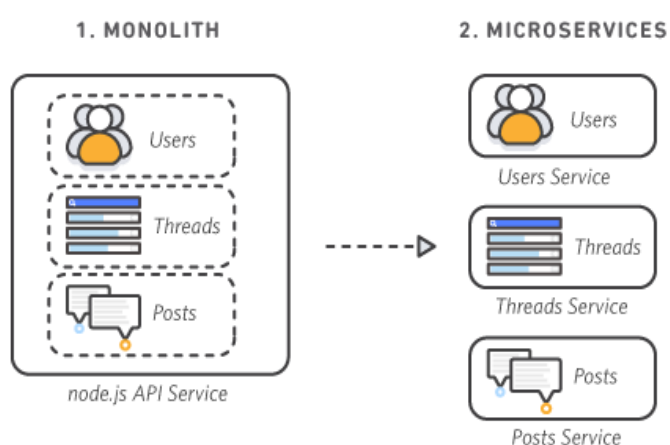 1. MONOLITH
Users
Threads
Posts
node.js API Service
2. MICROSERVICES
Users
Users Service
Threads
Threads Service
Posts
Posts Service